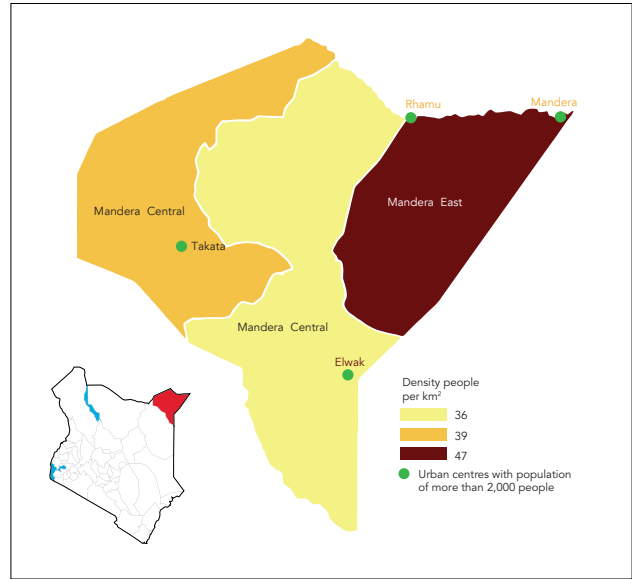 Rhamu
Mandera
Mandera East
Mandera Central
Takata
Mandera Central
Elwak
Density people
per km²
36
39
47
Urban centres with population
of more than 2,000 people